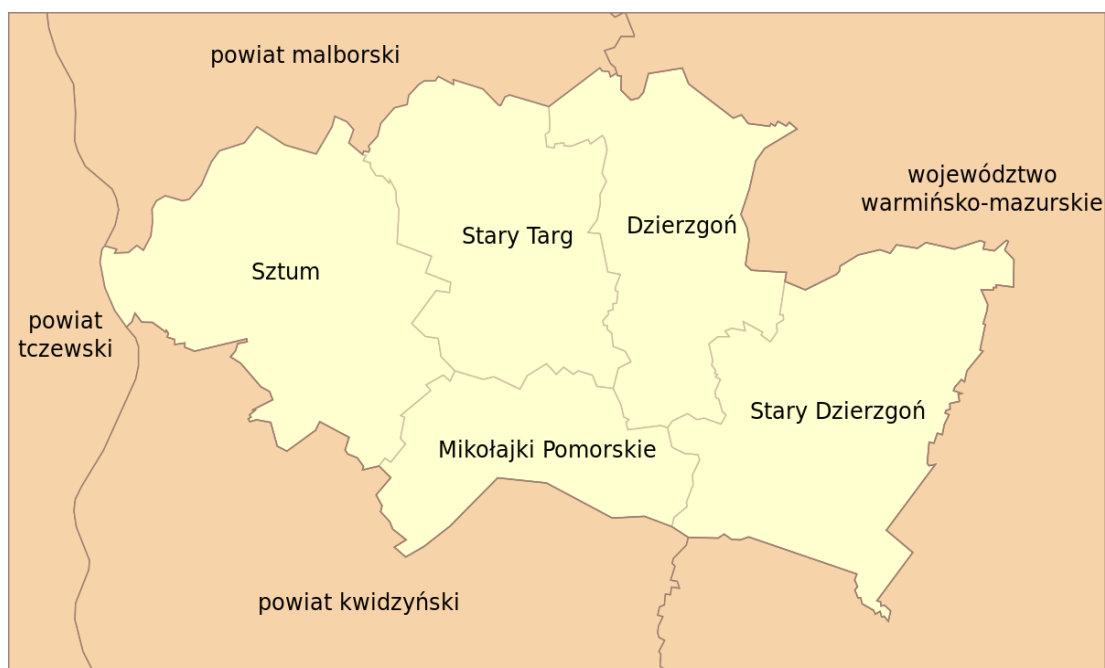 powiat malborski
województwo
warmińsko-mazurskie
Dzierzgoń
Stary Targ
Sztum
powiat
tczewski
Stary Dzierzgoń
Mikołajki Pomorskie
powiat kwidzyński